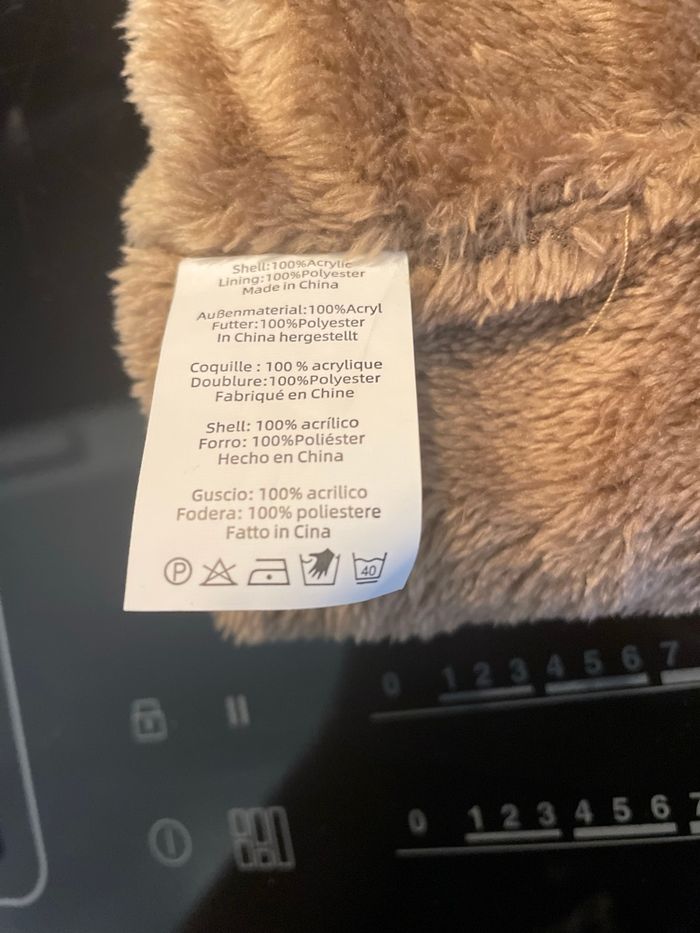 Shell:100%Acrylic
Lining:100%Polyester
Made in China
Außenmaterial:100%Acryl
Futter:100%Polyester
In China hergestellt
Coquille : 100 % acrylique
Doublure:100%Polyester
Fabriqué en Chine
Shell: 100% acrílico
Forro: 100%Poliéster
Hecho en China
Guscio: 100% acrilico
Fodera: 100% poliestere
Fatto in Cina
P 40
0 1 2 3 4 5 6 7
0 1 2 3 4 5 6 7